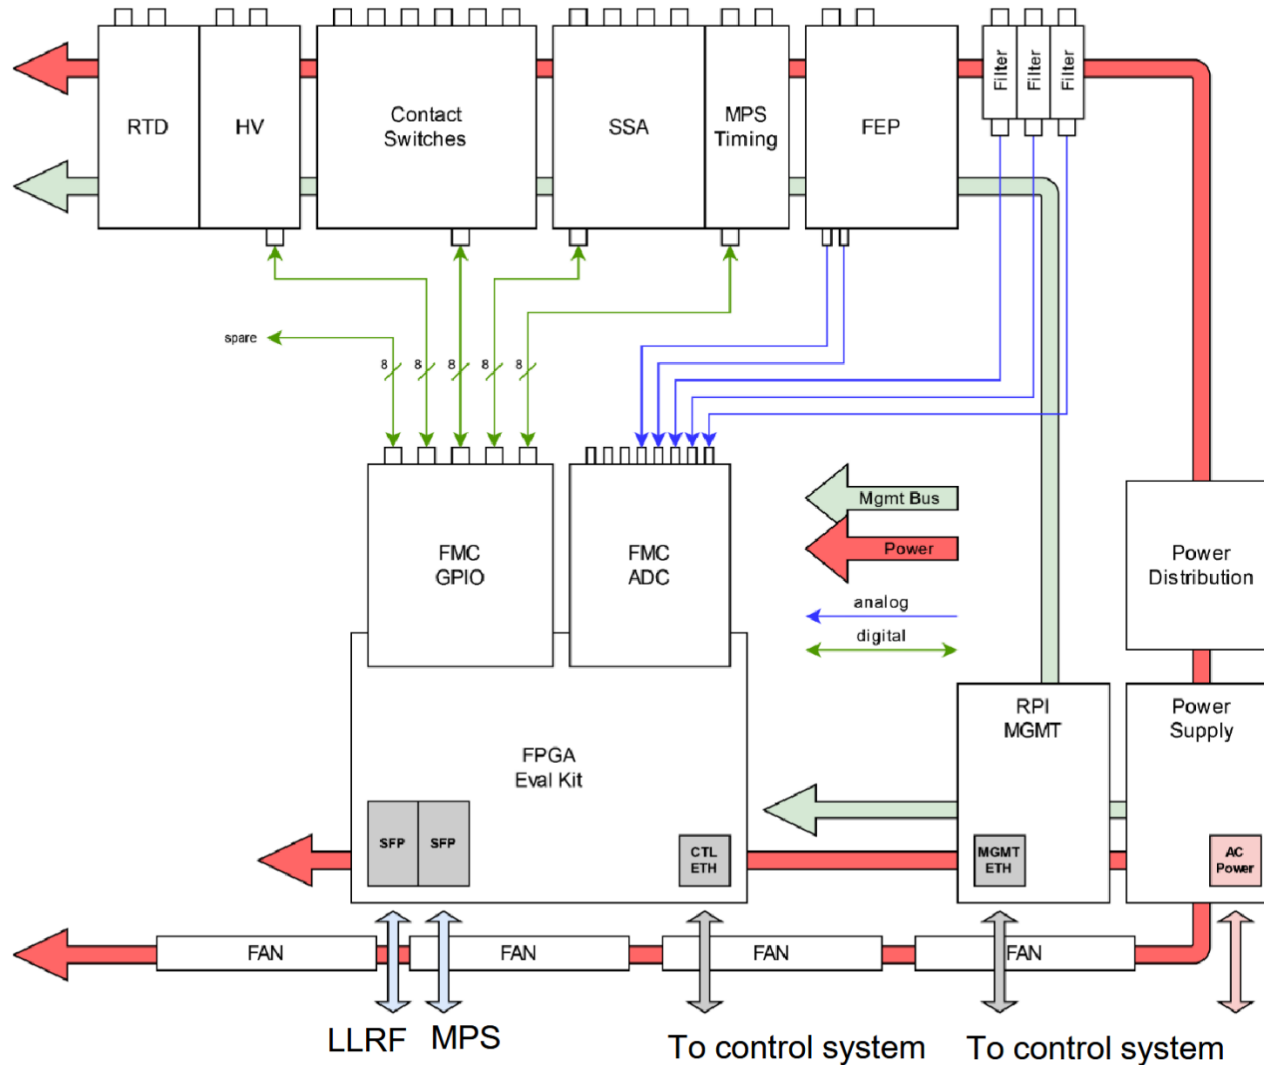 RTD
HV
Contact
Switches
SSA
MPS
Timing
FEP
Filter
Filter
Filter
spare
8
8
8
8
8
FMC
GPIO
FMC
ADC
Mgmt Bus
Power
analog
digital
Power
Distribution
RPI
MGMT
Power
Supply
FPGA
Eval Kit
SFP
SFP
CTL
ETH
MGMT
ETH
AC
Power
FAN
FAN
FAN
FAN
LLRF
MPS
To control system
To control system